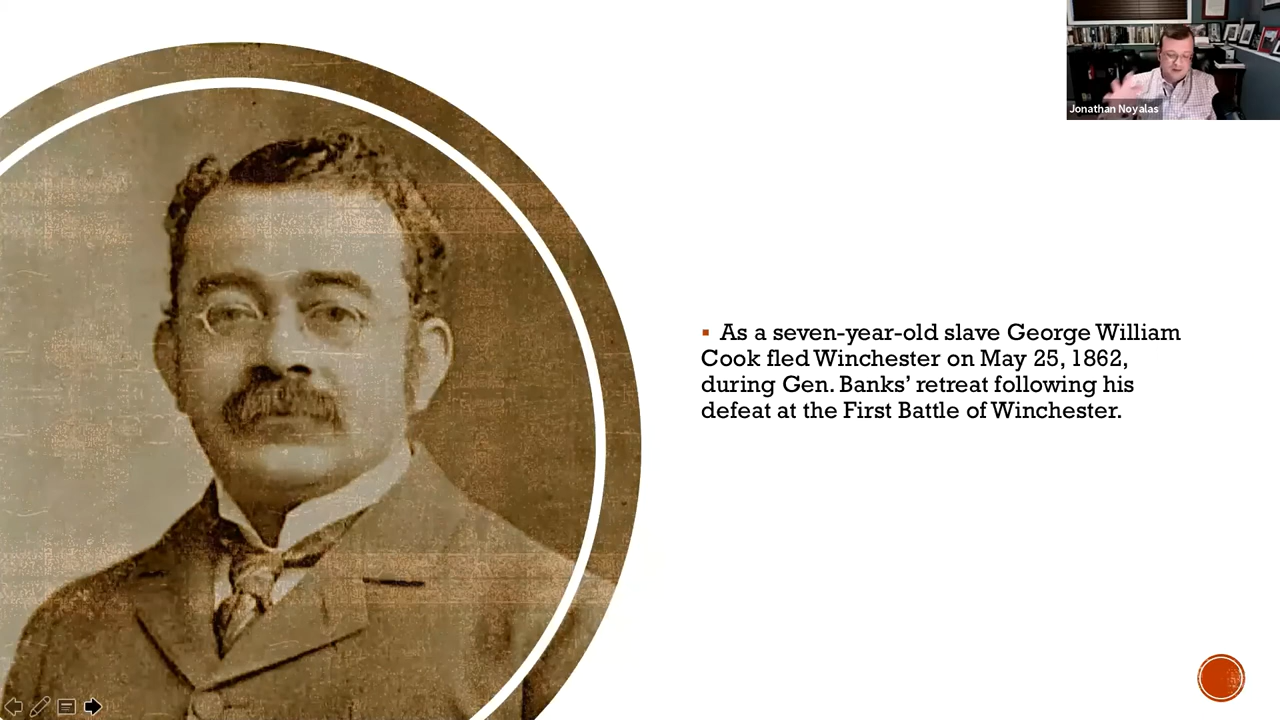 Jonathan Noyalas
▪ As a seven-year-old slave George William
Cook fled Winchester on May 25, 1862,
during Gen. Banks’ retreat following his
defeat at the First Battle of Winchester.